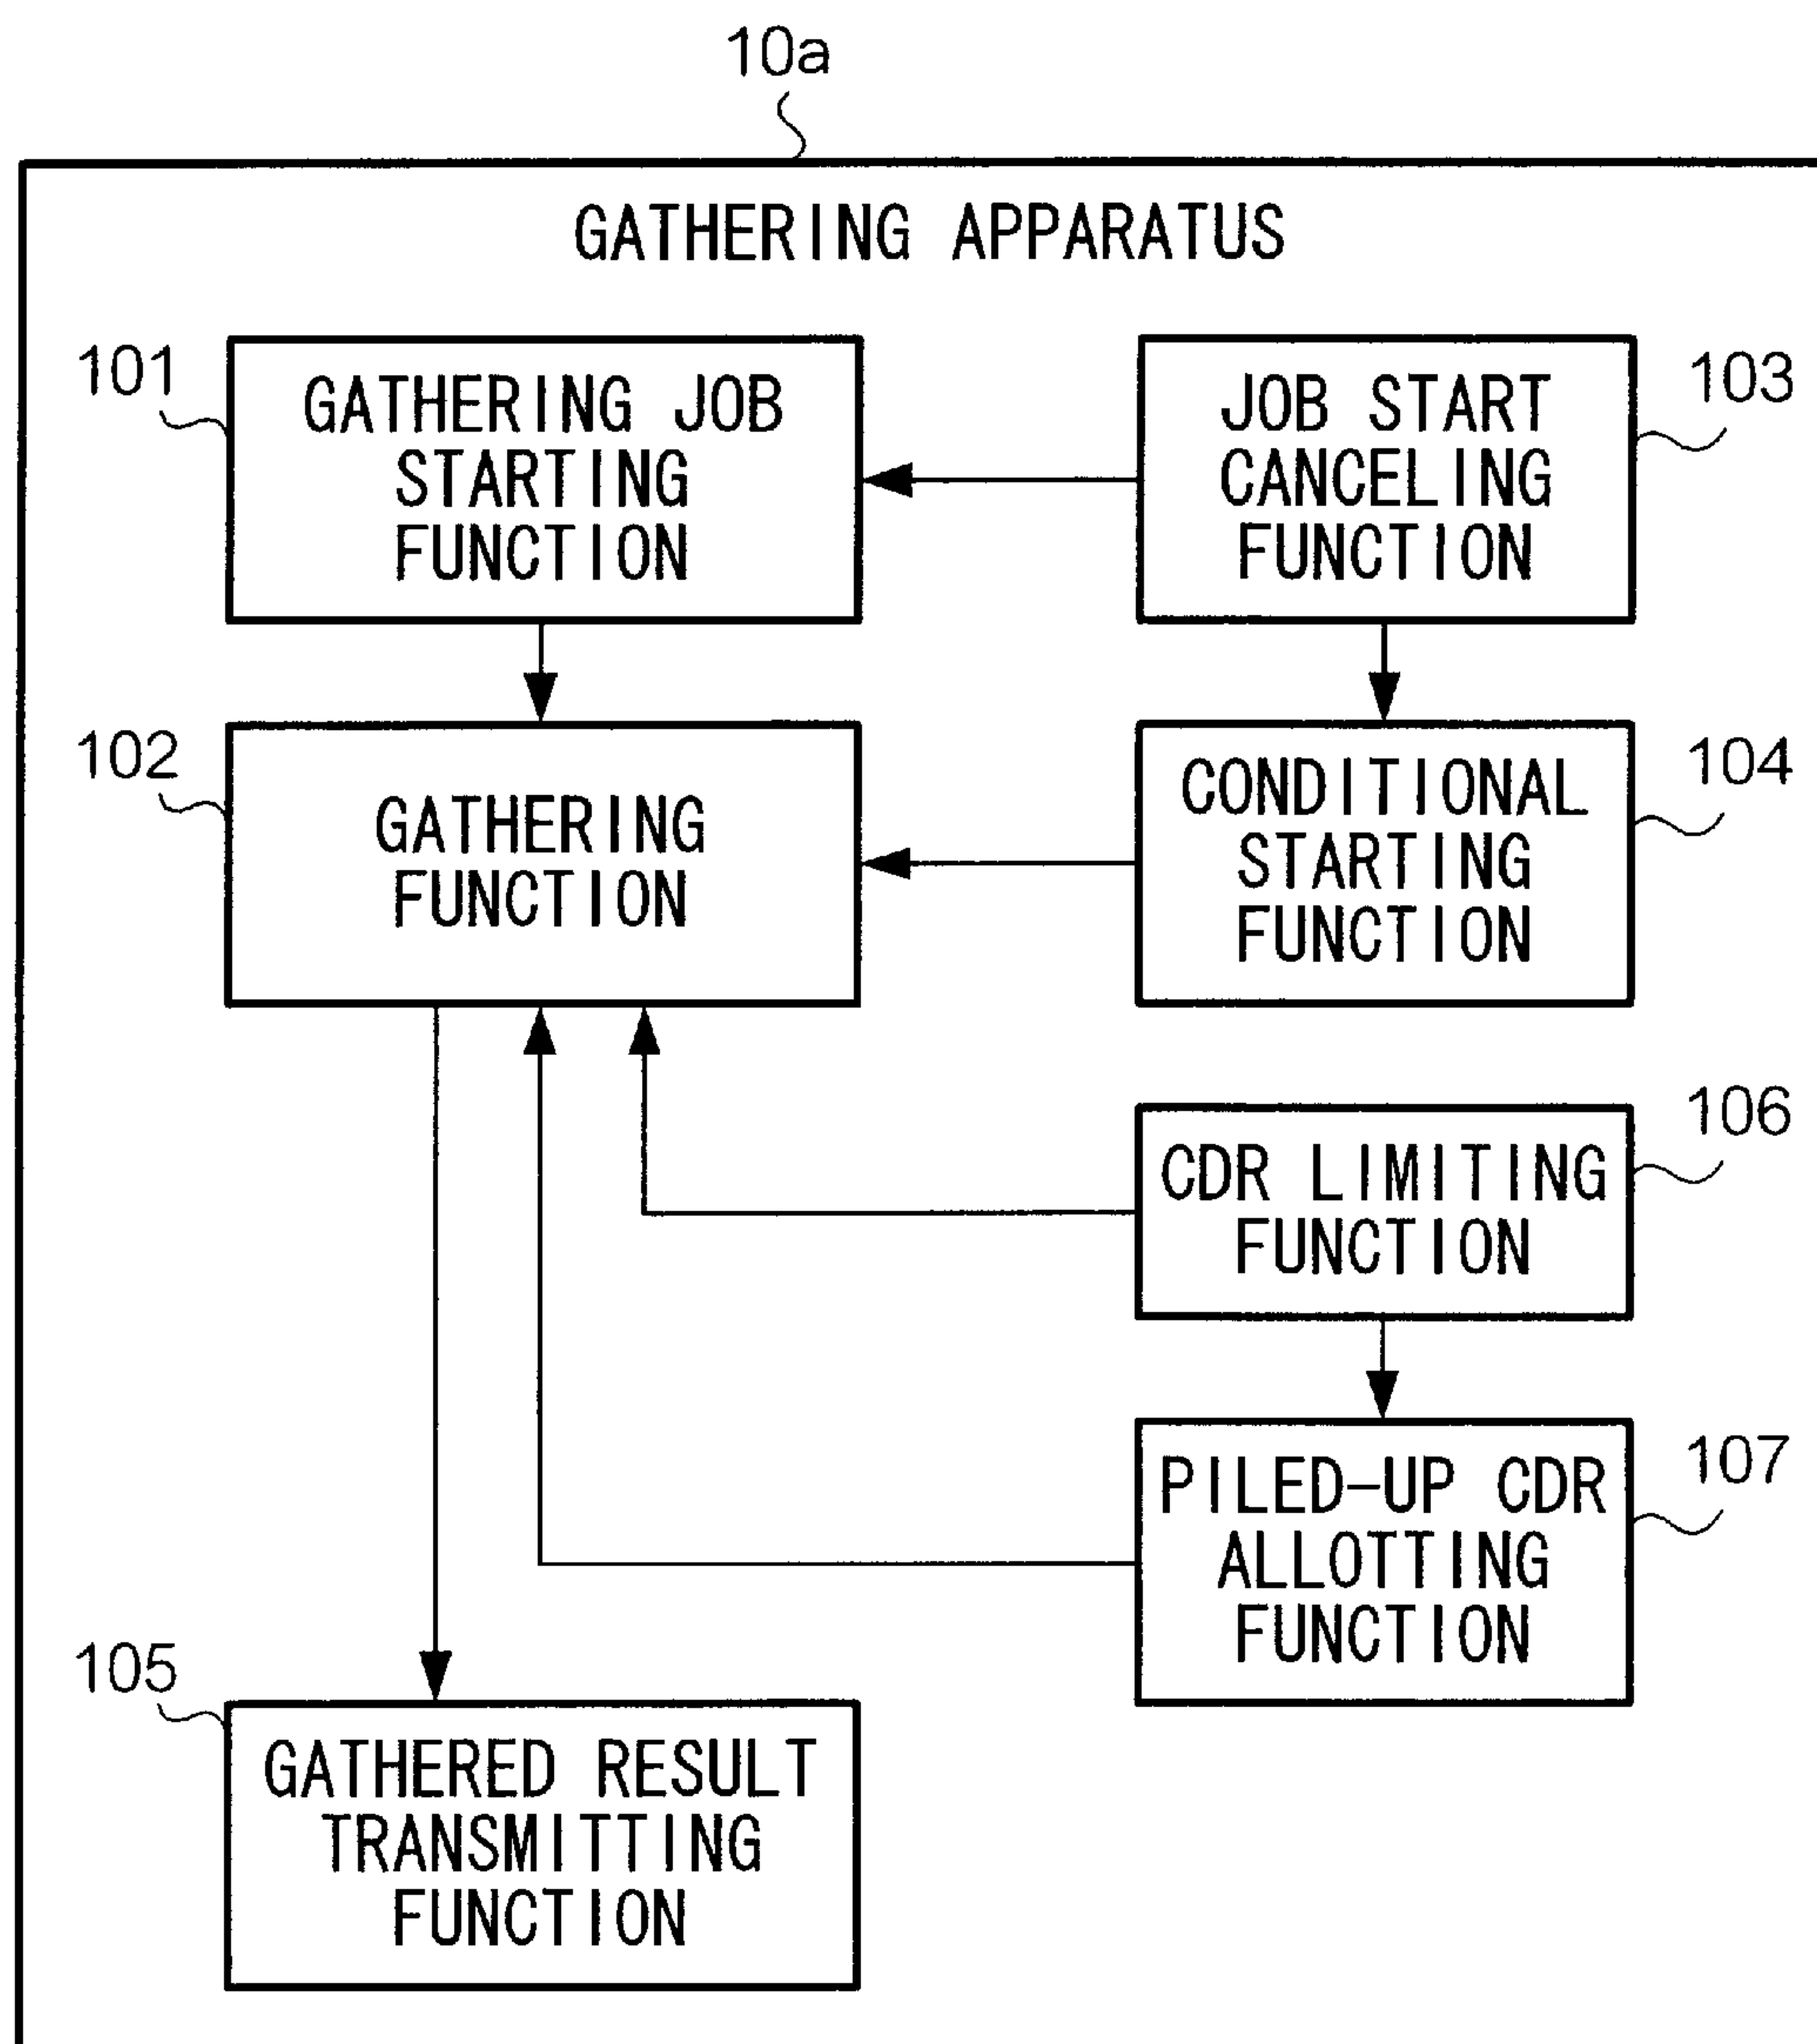 10a
GATHERING APPARATUS
101
GATHERING JOB
STARTING
FUNCTION
103
JOB START
CANCELING
FUNCTION
102
GATHERING
FUNCTION
104
CONDITIONAL
STARTING
FUNCTION
106
CDR LIMITING
FUNCTION
107
PILED-UP CDR
ALLOTTING
FUNCTION
105
GATHERED RESULT
TRANSMITTING
FUNCTION